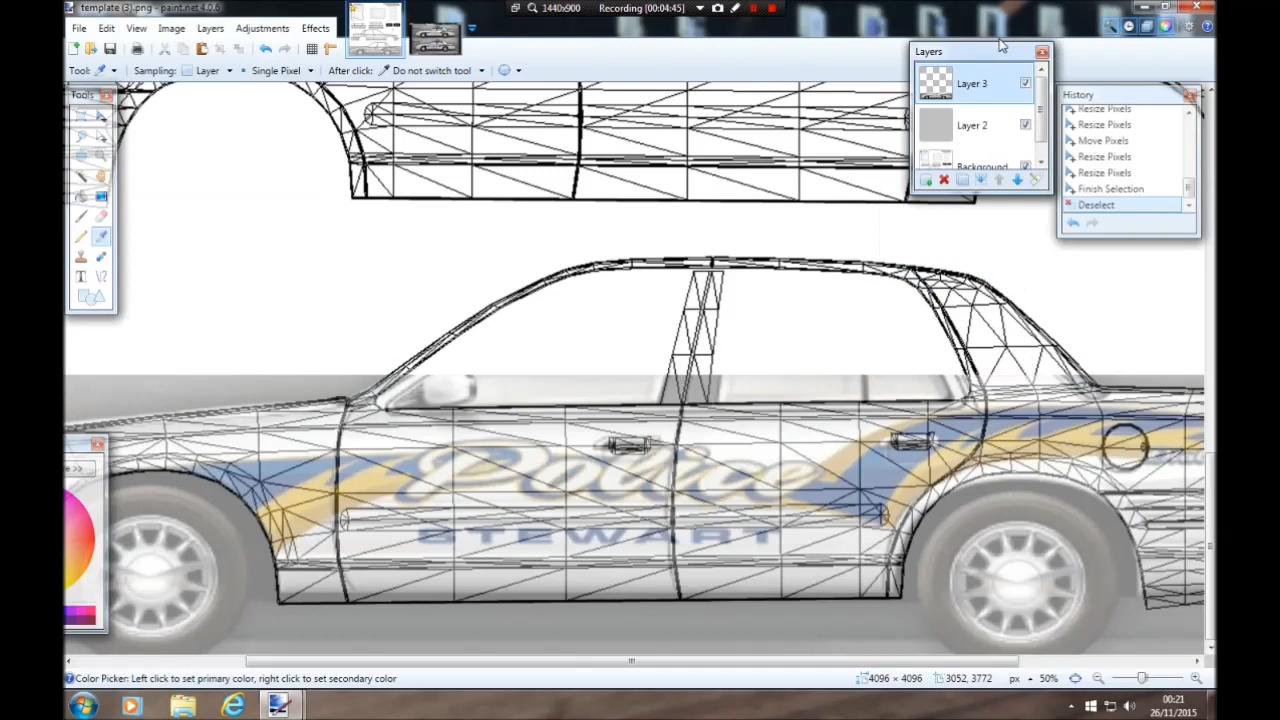 template (3).png - paint.net 4.0.6
1440x900 Recording [00:04:45]
File Edit View Image Layers Adjustments Effects
Tool: Sampling: Layer Single Pixel After click: Do not switch tool
Layers
Layer 3
Layer 2
Background
Tools
History
Resize Pixels
Resize Pixels
Move Pixels
Resize Pixels
Resize Pixels
Finish Selection
Deselect
Police
STEWART
e >>
Color Picker: Left click to set primary color, right click to set secondary color
4096 × 4096
3052, 3772
px
50%
00:21
26/11/2015